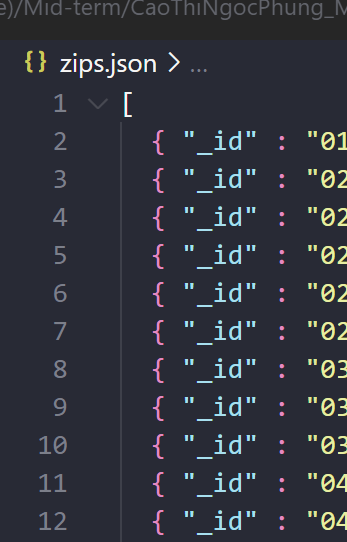 e)/Mid-term/CaoThiNgocPhung_M
{} zips.json > ...
1 [
2 { "_id" : "01
3 { "_id" : "02
4 { "_id" : "02
5 { "_id" : "02
6 { "_id" : "02
7 { "_id" : "02
8 { "_id" : "03
9 { "_id" : "03
10 { "_id" : "03
11 { "_id" : "04
12 { "_id" : "04